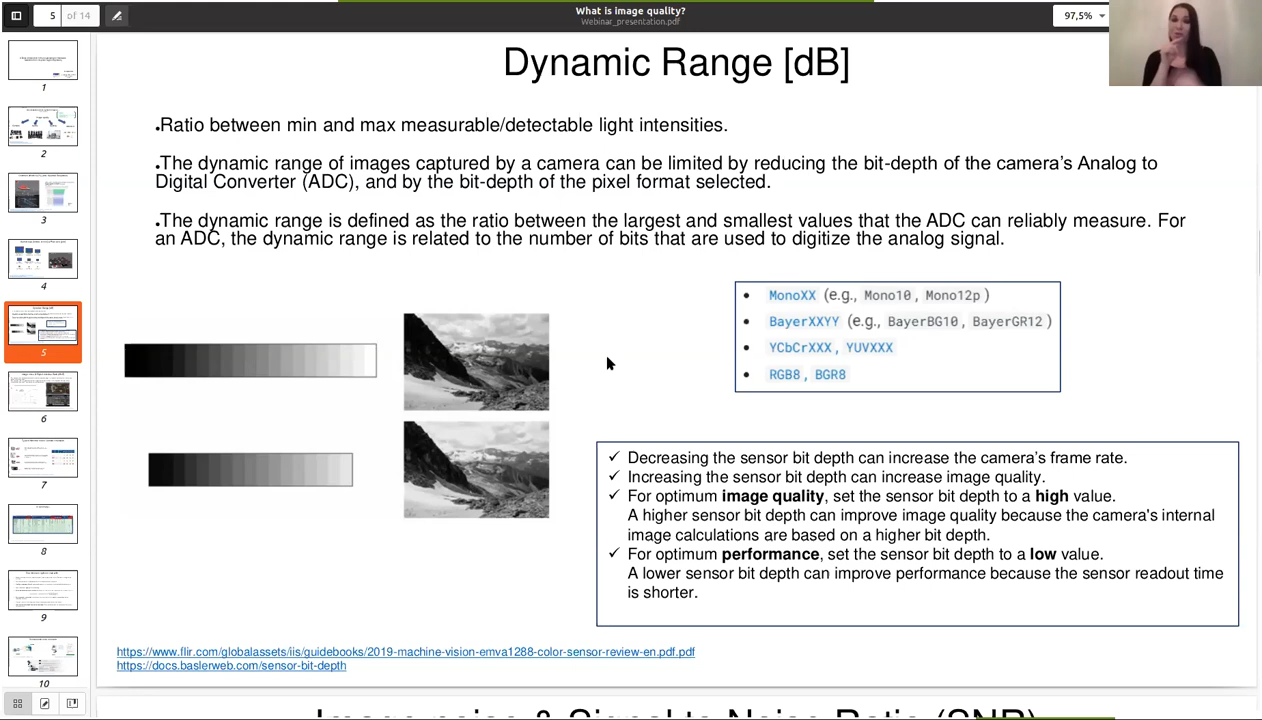 What is image quality?
Webinar_presentation.pdf
5 of 14
97,5%
1
2
3
4
5
6
7
8
9
10
Dynamic Range [dB]
.Ratio between min and max measurable/detectable light intensities.
.The dynamic range of images captured by a camera can be limited by reducing the bit-depth of the camera's Analog to
Digital Converter (ADC), and by the bit-depth of the pixel format selected.
.The dynamic range is defined as the ratio between the largest and smallest values that the ADC can reliably measure. For
an ADC, the dynamic range is related to the number of bits that are used to digitize the analog signal.
• MonoXX (e.g., Mono10, Mono12p)
• BayerXXYY (e.g., BayerBG10, BayerGR12)
• YCbCrXXX, YUVXXX
• RGB8, BGR8
✓ Decreasing the sensor bit depth can increase the camera's frame rate.
✓ Increasing the sensor bit depth can increase image quality.
✓ For optimum image quality, set the sensor bit depth to a high value.
A higher sensor bit depth can improve image quality because the camera's internal
image calculations are based on a higher bit depth.
✓ For optimum performance, set the sensor bit depth to a low value.
A lower sensor bit depth can improve performance because the sensor readout time
is shorter.
https://www.flir.com/globalassets/iis/guidebooks/2019-machine-vision-emva1288-color-sensor-review-en.pdf.pdf
https://docs.baslerweb.com/sensor-bit-depth
Image noise & Signal to Noise Ratio (SNR)